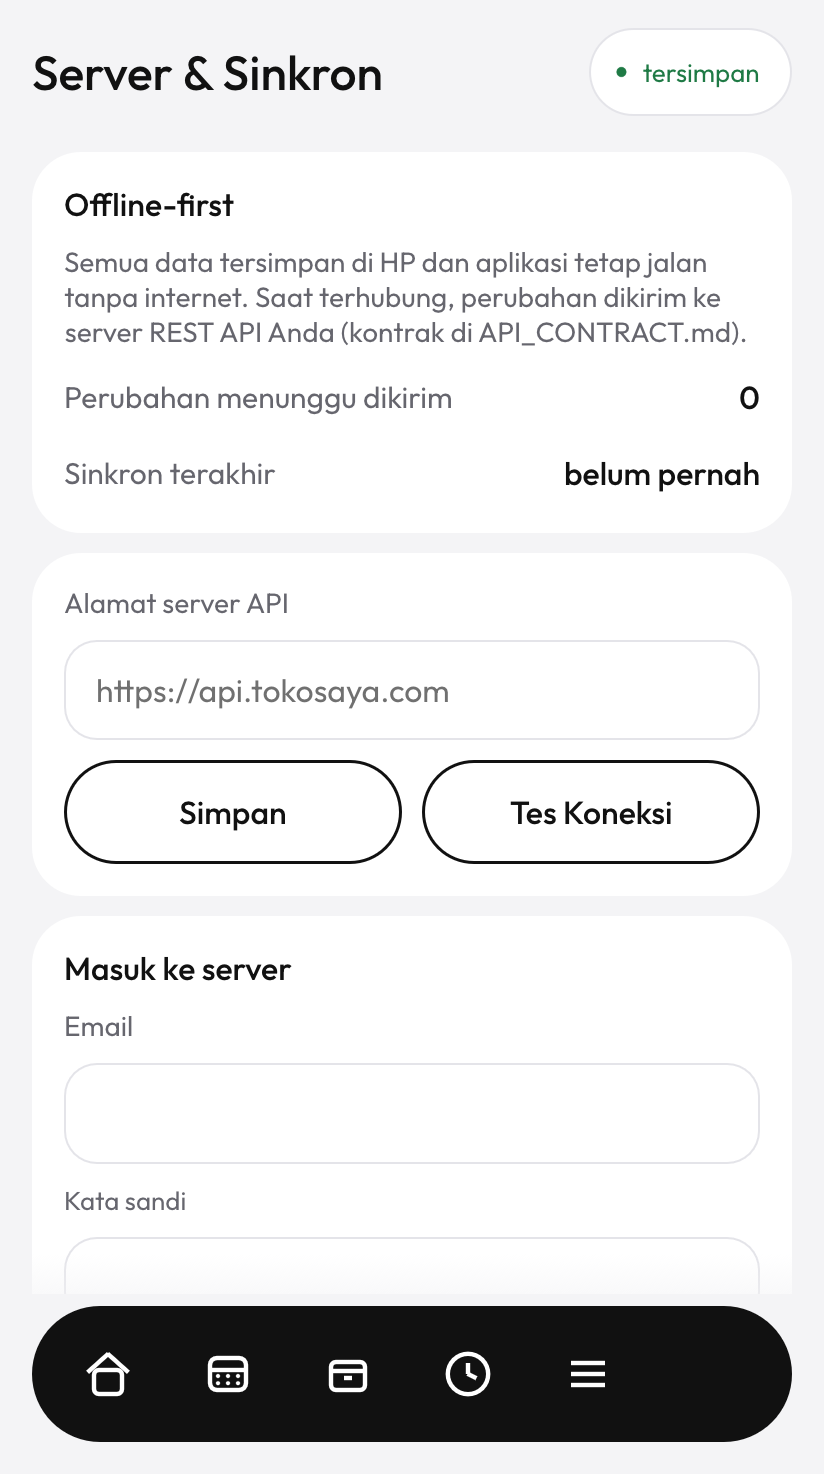 Server & Sinkron
tersimpan
Offline-first
Semua data tersimpan di HP dan aplikasi tetap jalan
tanpa internet. Saat terhubung, perubahan dikirim ke
server REST API Anda (kontrak di API_CONTRACT.md).
Perubahan menunggu dikirim 0
Sinkron terakhir belum pernah
Alamat server API
https://api.tokosaya.com
Simpan Tes Koneksi
Masuk ke server
Email
Kata sandi